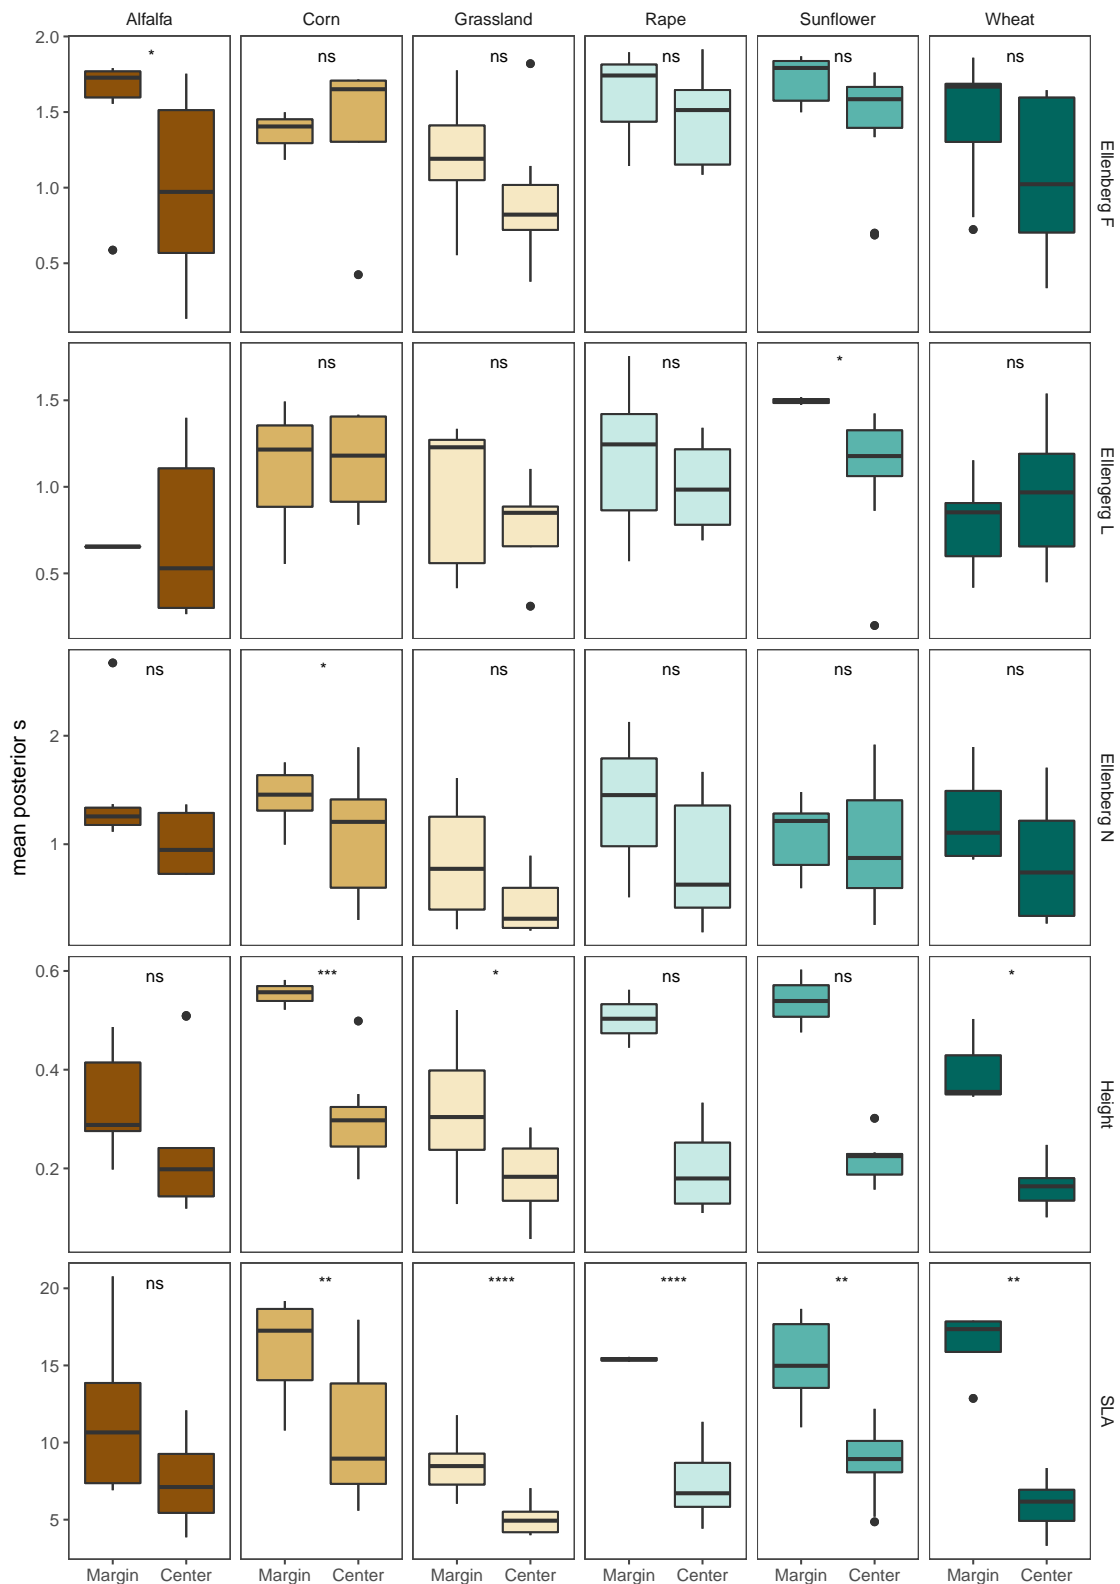 Alfalfa Corn Grassland Rape Sunflower Wheat
* ns ns ns ns ns
2.0
1.5
1.0
0.5
Ellenberg F
ns ns ns * ns
1.5
1.0
0.5
Ellengerg L
ns * ns ns ns ns
2
1
Ellenberg N
mean posterior s
ns *** * ns ns *
0.6
0.4
0.2
Height
ns ** **** **** ** **
20
15
10
5
SLA
Margin Center Margin Center Margin Center Margin Center Margin Center Margin Center